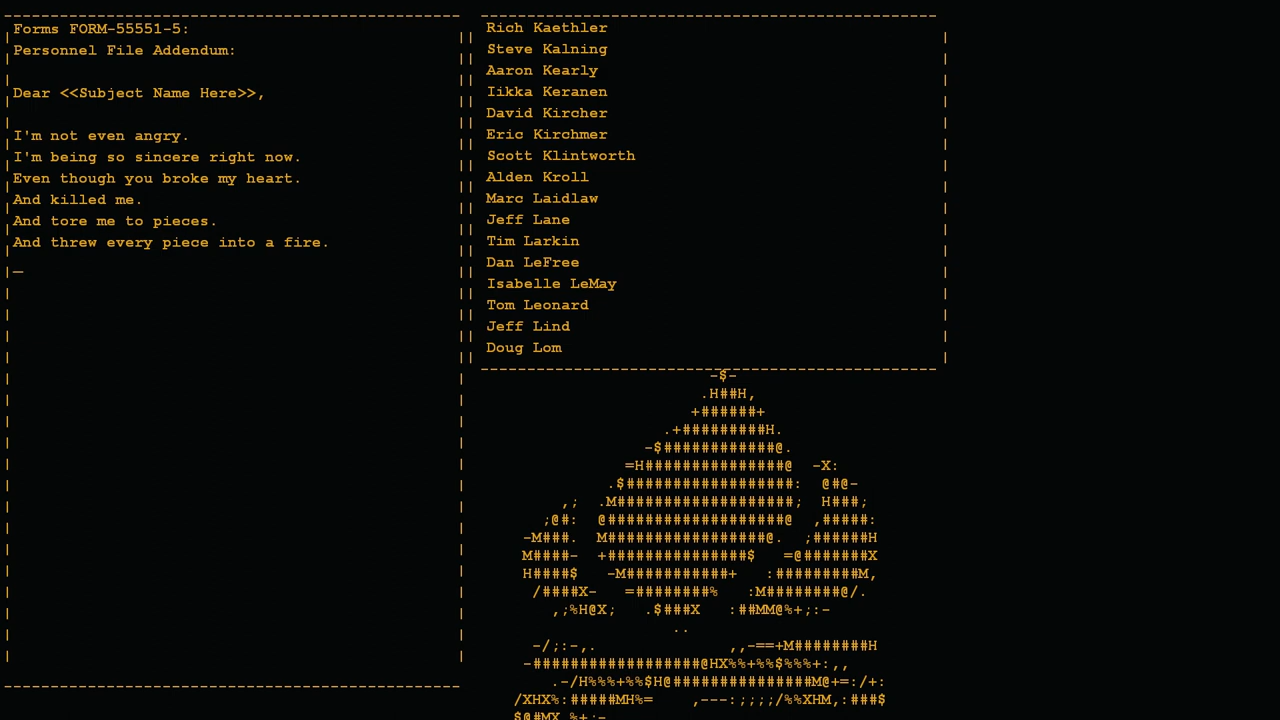 Forms FORM-55551-5:
Personnel File Addendum:
Dear <<Subject Name Here>>,
I'm not even angry.
I'm being so sincere right now.
Even though you broke my heart.
And killed me.
And tore me to pieces.
And threw every piece into a fire.
Rich Kaethler
Steve Kalning
Aaron Kearly
Iikka Keranen
David Kircher
Eric Kirchmer
Scott Klintworth
Alden Kroll
Marc Laidlaw
Jeff Lane
Tim Larkin
Dan LeFree
Isabelle LeMay
Tom Leonard
Jeff Lind
Doug Lom